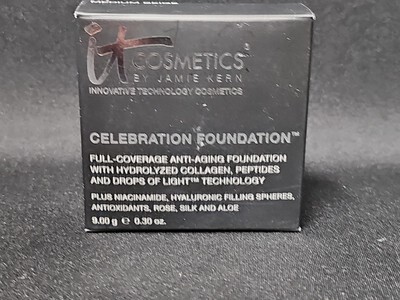 it COSMETICS
BY JAMIE KERN
INNOVATIVE TECHNOLOGY COSMETICS
CELEBRATION FOUNDATION™
FULL-COVERAGE ANTI-AGING FOUNDATION
WITH HYDROLYZED COLLAGEN, PEPTIDES
AND DROPS OF LIGHT™ TECHNOLOGY
PLUS NIACINAMIDE, HYALURONIC FILLING SPHERES,
ANTIOXIDANTS, ROSE, SILK AND ALOE
9.00 g ℮ 0.30 oz.